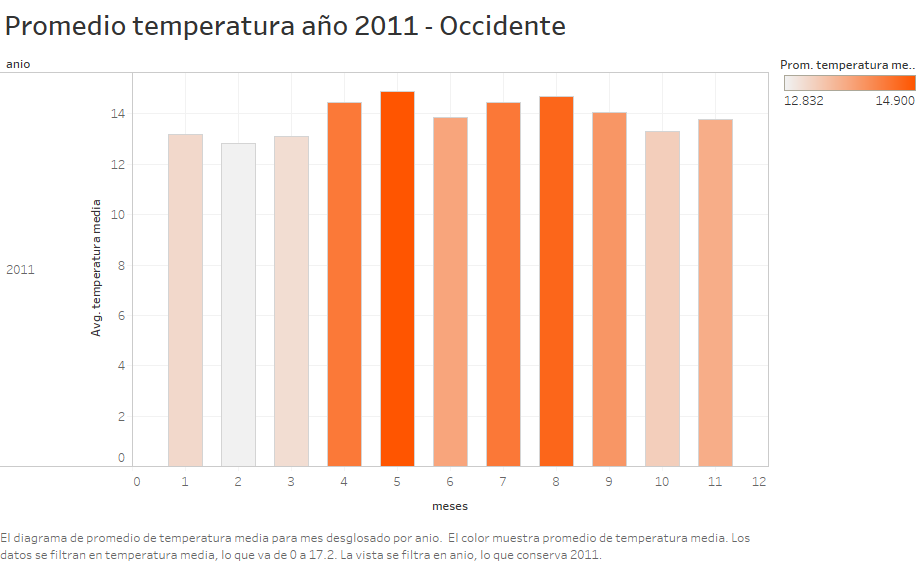 Promedio temperatura año 2011 - Occidente
anio
Prom. temperatura me..
12.832 14.900
2011
Avg. temperatura media
14
12
10
8
6
4
2
0
0 1 2 3 4 5 6 7 8 9 10 11 12
meses
El diagrama de promedio de temperatura media para mes desglosado por anio. El color muestra promedio de temperatura media. Los
datos se filtran en temperatura media, lo que va de 0 a 17.2. La vista se filtra en anio, lo que conserva 2011.